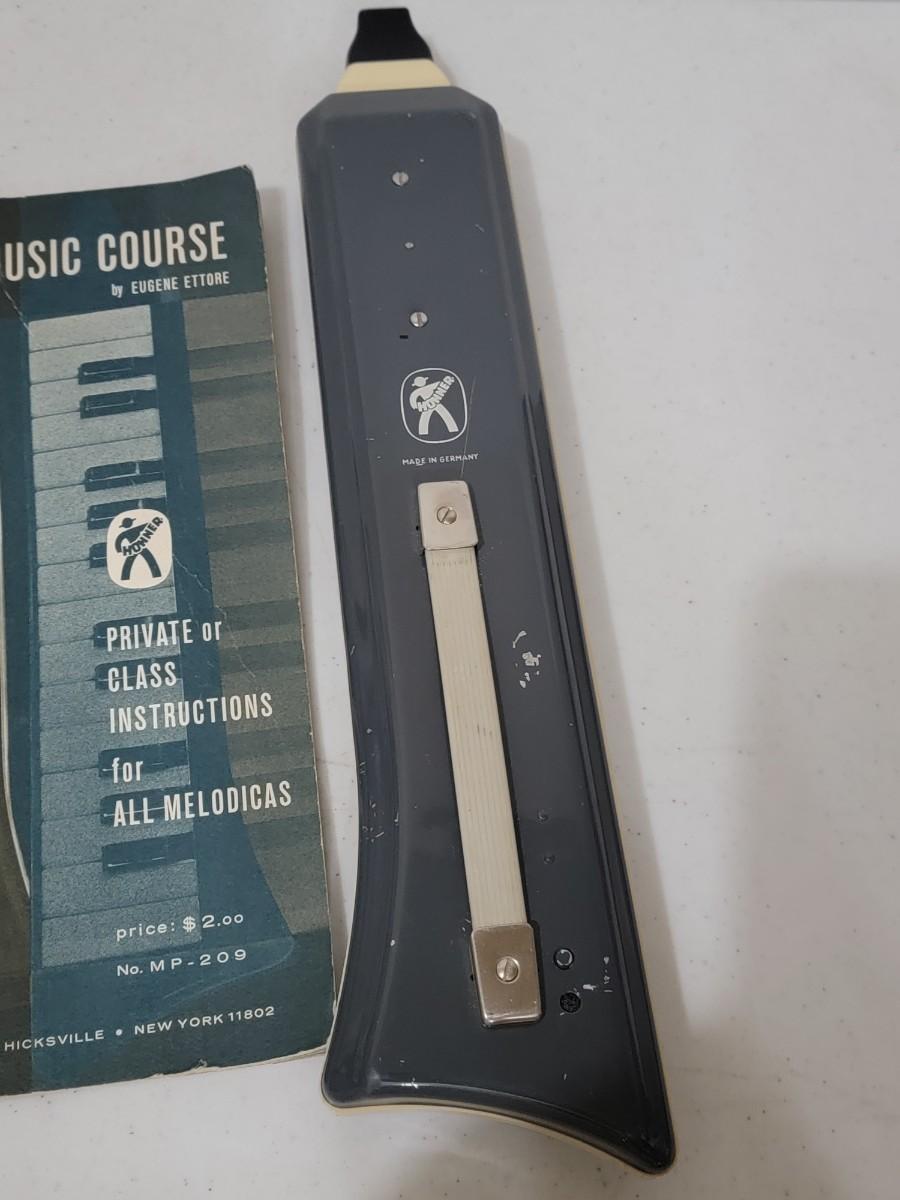 USIC COURSE
by EUGENE ETTORE
HOHNER
PRIVATE or
CLASS
INSTRUCTIONS
for
ALL MELODICAS
price: $2.00
No. MP-209
HICKSVILLE • NEW YORK 11802
HOHNER
MADE IN GERMANY